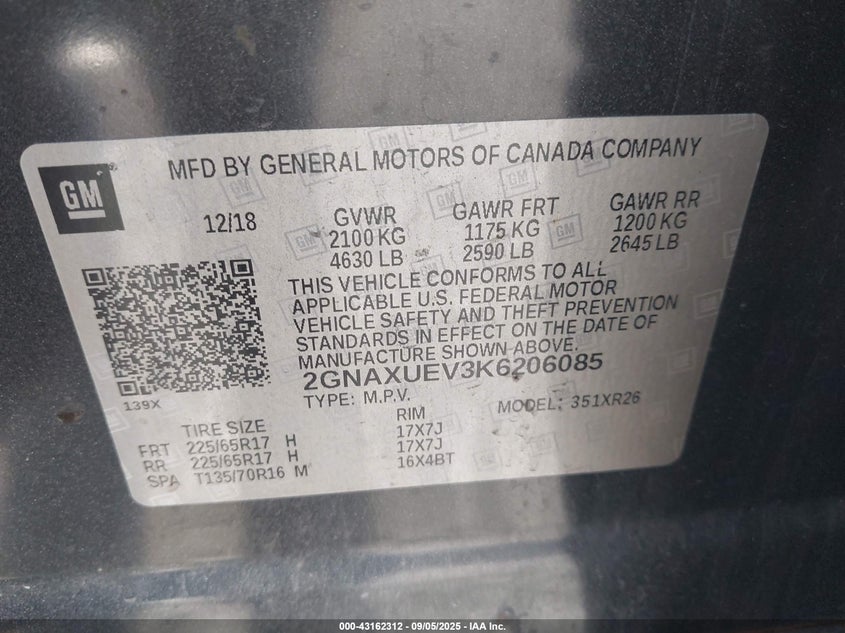 GM
MFD BY GENERAL MOTORS OF CANADA COMPANY
12/18
GVWR
2100 KG
4630 LB
GAWR FRT
1175 KG
2590 LB
GAWR RR
1200 KG
2645 LB
THIS VEHICLE CONFORMS TO ALL
APPLICABLE U.S. FEDERAL MOTOR
VEHICLE SAFETY AND THEFT PREVENTION
STANDARDS IN EFFECT ON THE DATE OF
MANUFACTURE SHOWN ABOVE.
2GNAXUEV3K6206085
139X
TYPE: M.P.V.
MODEL: 351XR26
TIRE SIZE RIM
FRT 225/65R17 H 17X7J
RR 225/65R17 H 17X7J
SPA T135/70R16 M 16X4BT
000-43162312 - 09/05/2025 - IAA Inc.